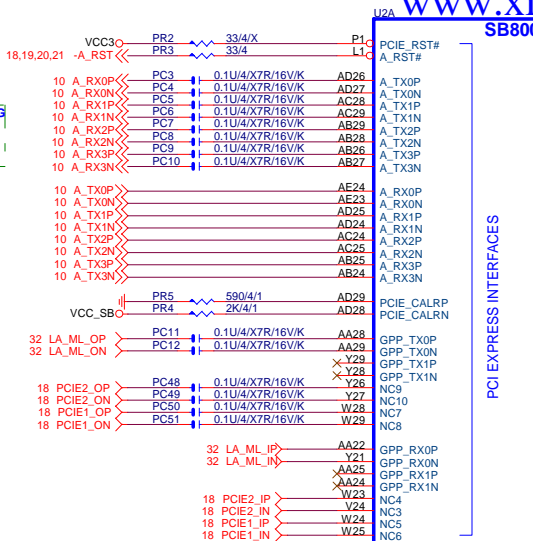 U2A WWW.XI
SB800
VCC3 PR2 33/4/X P1 PCIE_RST#
18,19,20,21 -A_RST PR3 33/4 L1 A_RST#
10 A_RX0P PC3 0.1U/4/X7R/16V/K AD26 A_TX0P
10 A_RX0N PC4 0.1U/4/X7R/16V/K AD27 A_TX0N
10 A_RX1P PC5 0.1U/4/X7R/16V/K AC28 A_TX1P
10 A_RX1N PC6 0.1U/4/X7R/16V/K AC29 A_TX1N
10 A_RX2P PC7 0.1U/4/X7R/16V/K AB29 A_TX2P
10 A_RX2N PC8 0.1U/4/X7R/16V/K AB28 A_TX2N
10 A_RX3P PC9 0.1U/4/X7R/16V/K AB26 A_TX3P
10 A_RX3N PC10 0.1U/4/X7R/16V/K AB27 A_TX3N
10 A_TX0P AE24 A_RX0P
10 A_TX0N AE23 A_RX0N
10 A_TX1P AD25 A_RX1P
10 A_TX1N AD24 A_RX1N
10 A_TX2P AC24 A_RX2P
10 A_TX2N AC25 A_RX2N
10 A_TX3P AB25 A_RX3P
10 A_TX3N AB24 A_RX3N
PR5 590/4/1 AD29 PCIE_CALRP
VCC_SB PR4 2K/4/1 AD28 PCIE_CALRN
32 LA_ML_OP PC11 0.1U/4/X7R/16V/K AA28 GPP_TX0P
32 LA_ML_ON PC12 0.1U/4/X7R/16V/K AA29 GPP_TX0N
Y29 GPP_TX1P
Y28 GPP_TX1N
18 PCIE2_OP PC48 0.1U/4/X7R/16V/K Y26 NC9
18 PCIE2_ON PC49 0.1U/4/X7R/16V/K Y27 NC10
18 PCIE1_OP PC50 0.1U/4/X7R/16V/K W28 NC7
18 PCIE1_ON PC51 0.1U/4/X7R/16V/K W29 NC8
32 LA_ML_IP AA22 GPP_RX0P
32 LA_ML_IN Y21 GPP_RX0N
AA25 GPP_RX1P
AA24 GPP_RX1N
18 PCIE2_IP W23 NC4
18 PCIE2_IN V24 NC3
18 PCIE1_IP W24 NC5
18 PCIE1_IN W25 NC6
PCI EXPRESS INTERFACES